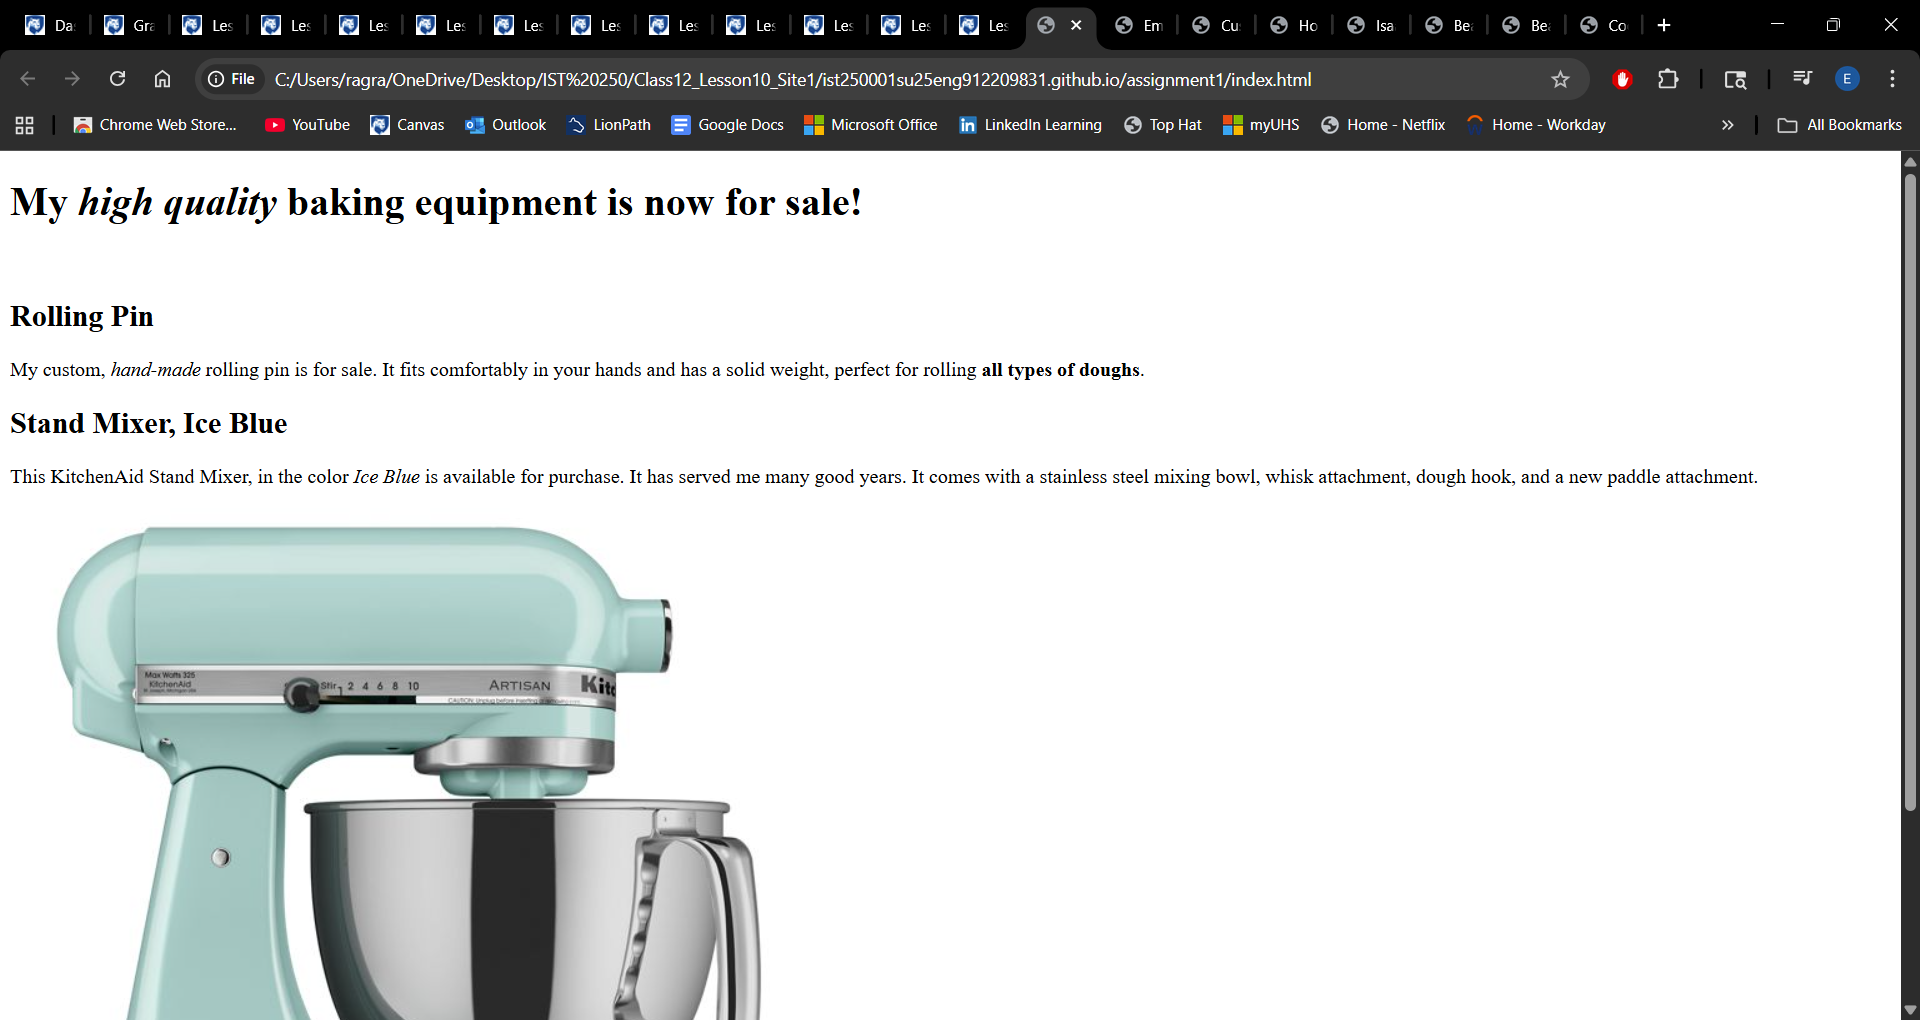 Da Gra Les Les Les Les Les Les Les Les Les Les Les Em Cu Ho Isa Be Be Co
File C:/Users/ragra/OneDrive/Desktop/IST%20250/Class12_Lesson10_Site1/ist250001su25eng912209831.github.io/assignment1/index.html E
Chrome Web Store... YouTube Canvas Outlook LionPath Google Docs Microsoft Office LinkedIn Learning Top Hat myUHS Home - Netflix Home - Workday » All Bookmarks
My high quality baking equipment is now for sale!
Rolling Pin
My custom, hand-made rolling pin is for sale. It fits comfortably in your hands and has a solid weight, perfect for rolling all types of doughs.
Stand Mixer, Ice Blue
This KitchenAid Stand Mixer, in the color Ice Blue is available for purchase. It has served me many good years. It comes with a stainless steel mixing bowl, whisk attachment, dough hook, and a new paddle attachment.
Max Watts 325
KitchenAid
Stir 2 4 6 8 10 ARTISAN Kitc
CAUTION: Unplug before inserting